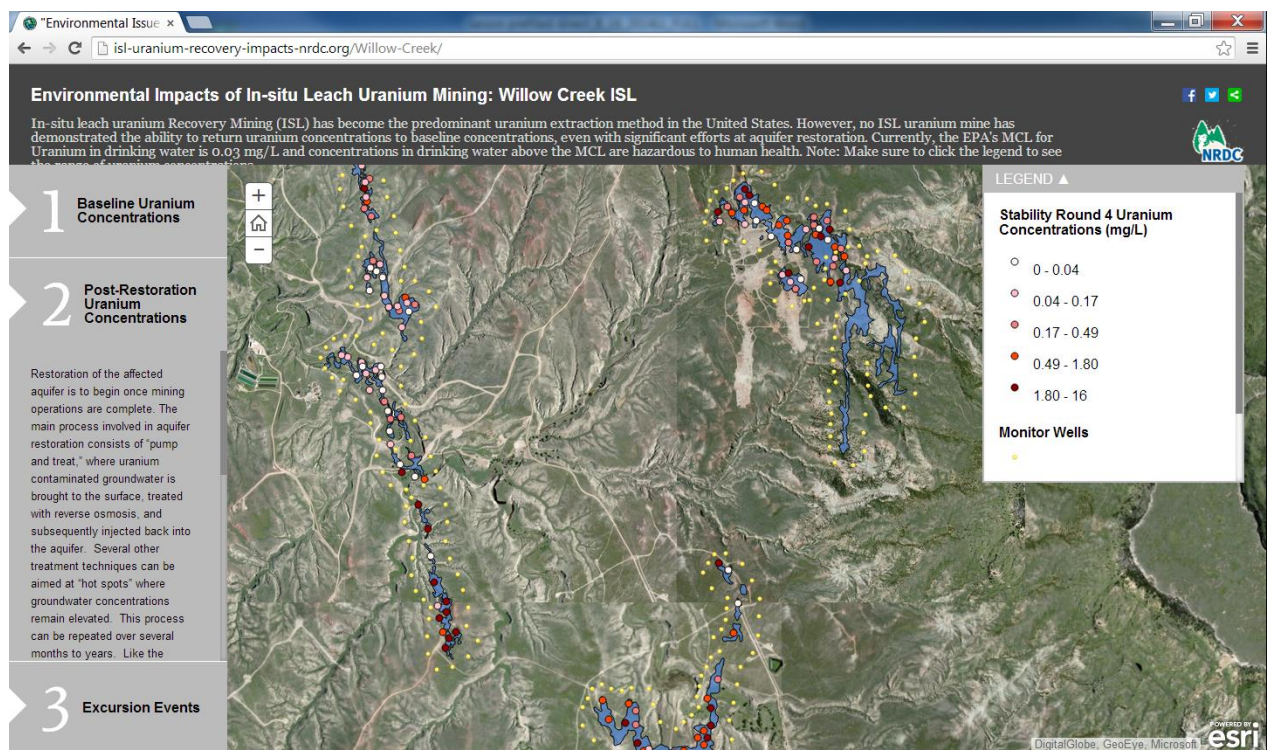 "Environmental Issue
isl-uranium-recovery-impacts-nrdc.org/Willow-Creek/
Environmental Impacts of In-situ Leach Uranium Mining: Willow Creek ISL
In-situ leach uranium Recovery Mining (ISL) has become the predominant uranium extraction method in the United States. However, no ISL uranium mine has
demonstrated the ability to return uranium concentrations to baseline concentrations, even with significant efforts at aquifer restoration. Currently, the EPA's MCL for
Uranium in drinking water is 0.03 mg/L and concentrations in drinking water above the MCL are hazardous to human health. Note: Make sure to click the legend to see
the range of uranium concentrations
NRDC
1
Baseline Uranium
Concentrations
2
Post-Restoration
Uranium
Concentrations
Restoration of the affected
aquifer is to begin once mining
operations are complete. The
main process involved in aquifer
restoration consists of "pump
and treat," where uranium
contaminated groundwater is
brought to the surface, treated
with reverse osmosis, and
subsequently injected back into
the aquifer. Several other
treatment techniques can be
aimed at "hot spots" where
groundwater concentrations
remain elevated. This process
can be repeated over several
months to years. Like the
3
Excursion Events
+
−
LEGEND ▲
Stability Round 4 Uranium
Concentrations (mg/L)
0 - 0.04
0.04 - 0.17
0.17 - 0.49
0.49 - 1.80
1.80 - 16
Monitor Wells
POWERED BY
esri
DigitalGlobe, GeoEye, Microsoft